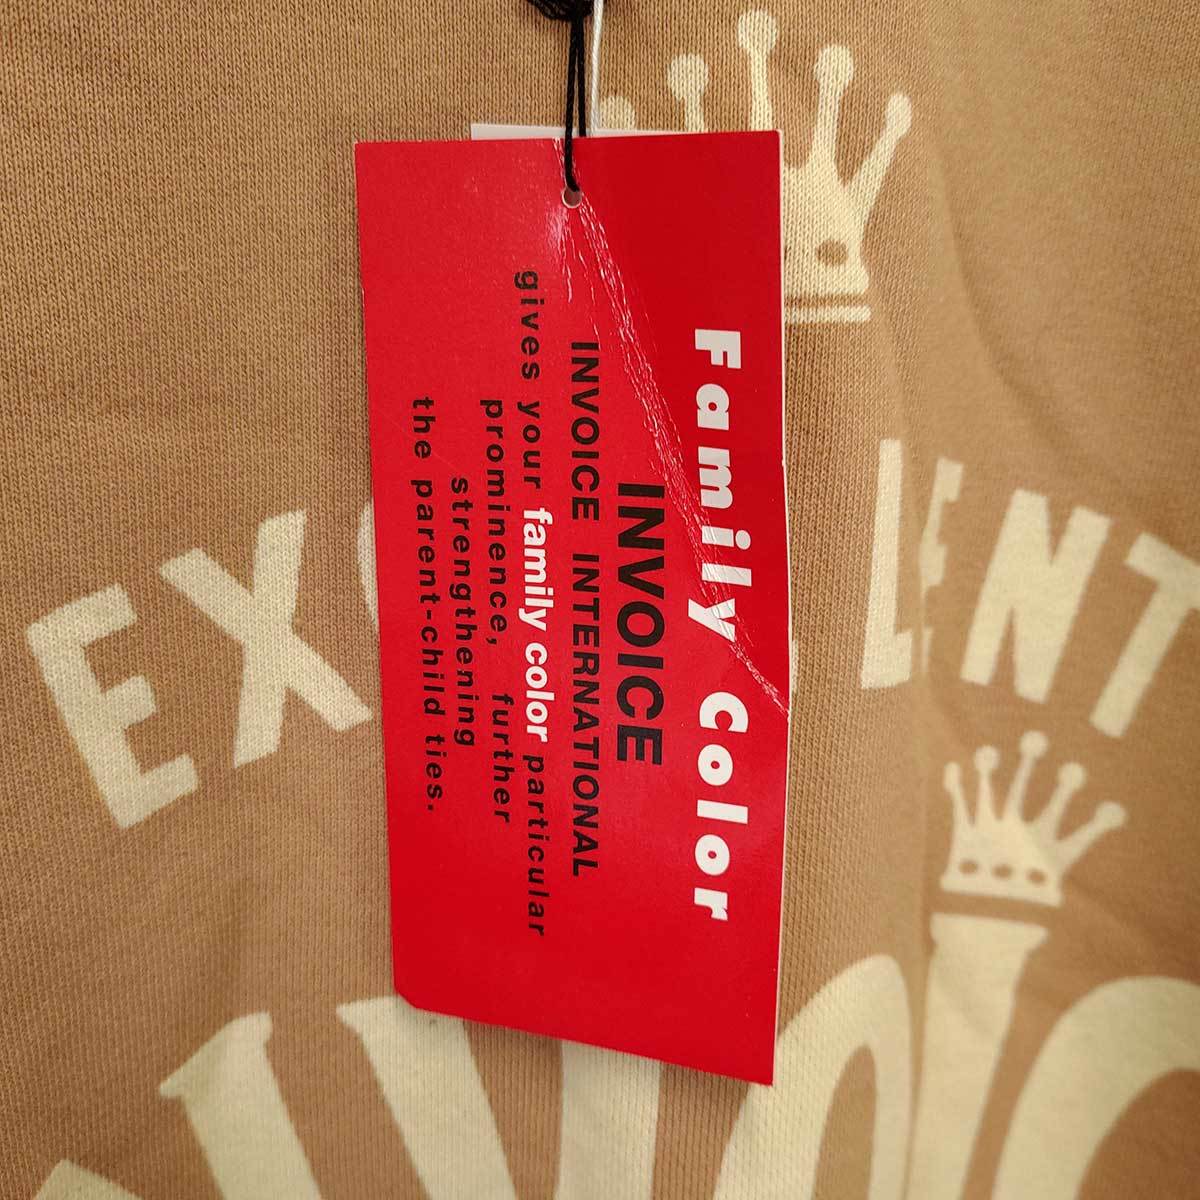 Family Color
INVOICE
INVOICE INTERNATIONAL
gives your family color particular
prominence, further
strengthening
the parent-child ties.